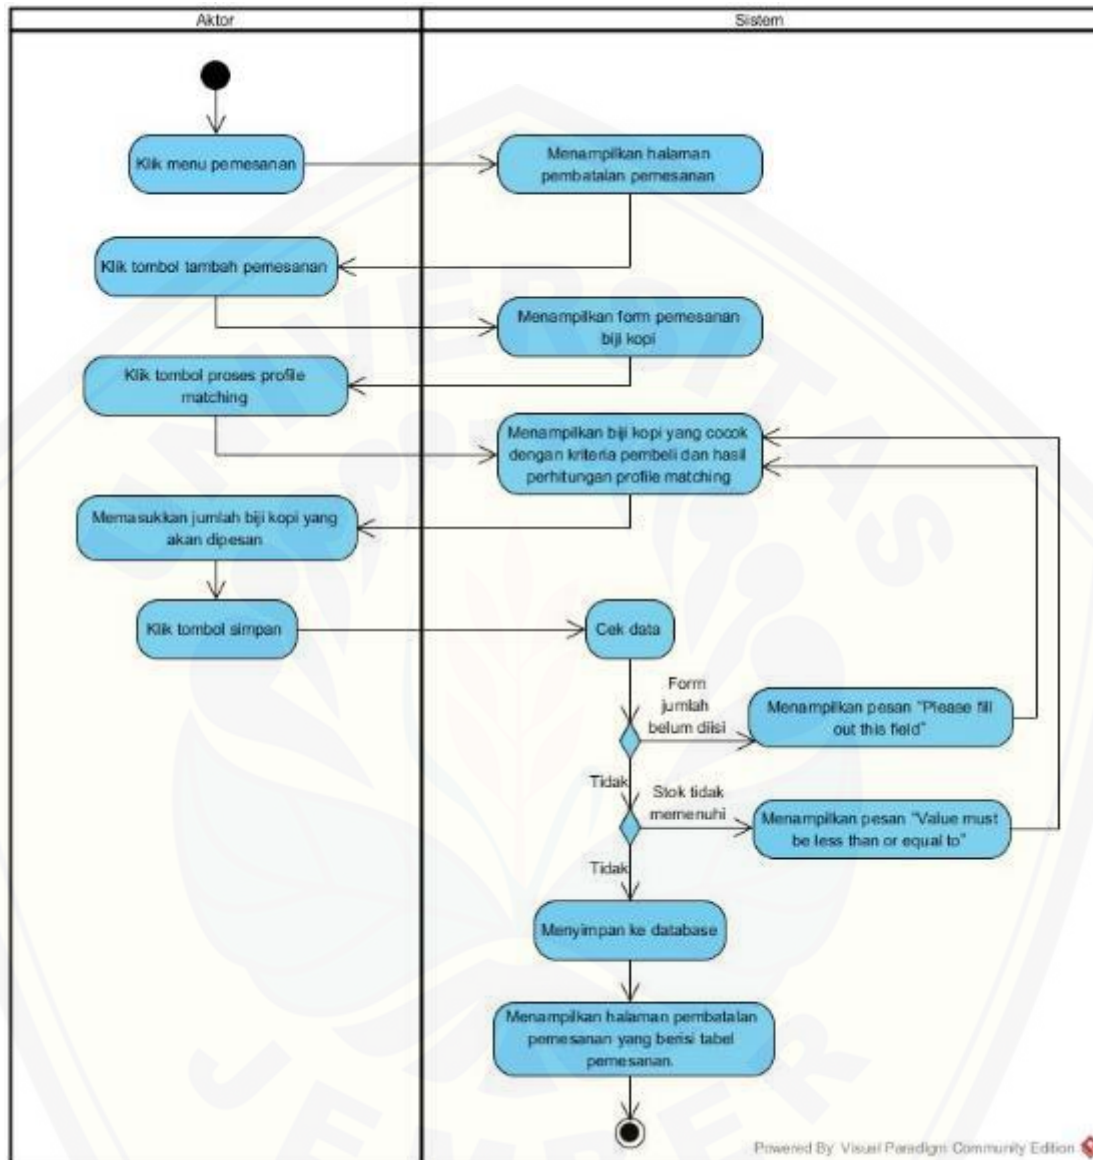 Aktor
Sistem
Klik menu pemesanan
Menampilkan halaman
pembatalan pemesanan
Klik tombol tambah pemesanan
Menampilkan form pemesanan
biji kopi
Klik tombol proses profile
matching
Menampilkan biji kopi yang cocok
dengan kriteria pembeli dan hasil
perhitungan profile matching
Memasukkan jumlah biji kopi yang
akan dipesan
Klik tombol simpan
Cek data
Form
jumlah
belum diisi
Menampilkan pesan "Please fill
out this field"
Tidak
Stok tidak
memenuhi
Menampilkan pesan "Value must
be less than or equal to"
Tidak
Menyimpan ke database
Menampilkan halaman pembatalan
pemesanan yang berisi tabel
pemesanan.
UNIVERSITAS
JEMBER
Powered By Visual Paradigm Community Edition